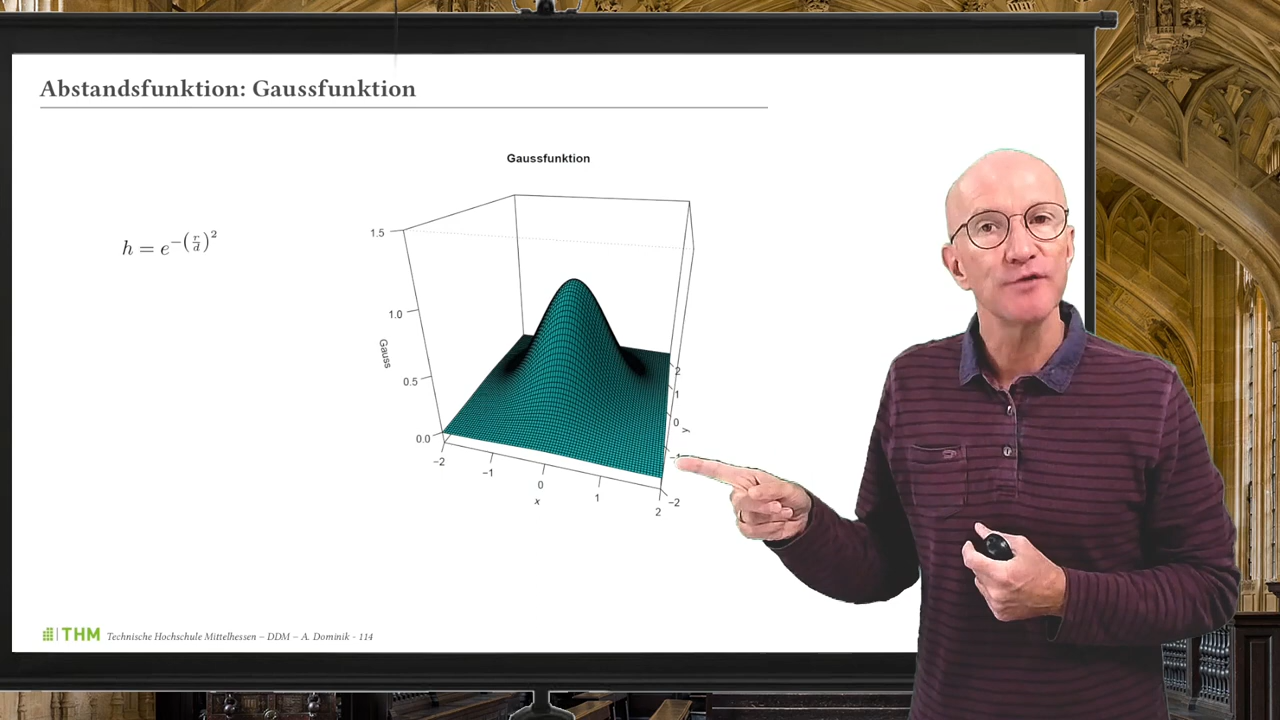 Abstandsfunktion: Gaussfunktion
Gaussfunktion
h = e^{-(\frac{r}{d})^2}
1.5
1.0
0.5
0.0
Gauss
−2
−1
0
1
2
x
2
1
0
−1
−2
y
THM Technische Hochschule Mittelhessen – DDM – A. Dominik - 114